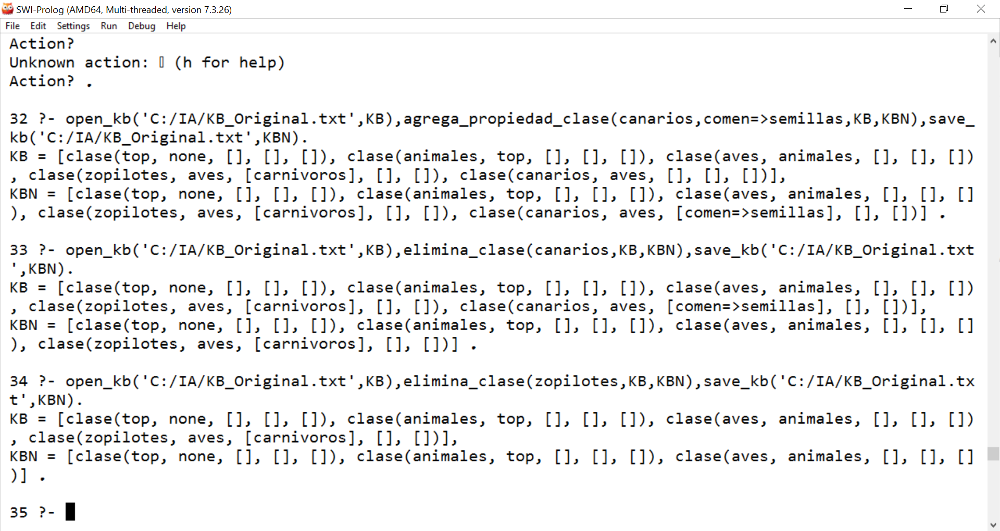 SWI-Prolog (AMD64, Multi-threaded, version 7.3.26)
File Edit Settings Run Debug Help
Action?
Unknown action: ▯ (h for help)
Action? .
32 ?- open_kb('C:/IA/KB_Original.txt',KB),agrega_propiedad_clase(canarios,comen=>semillas,KB,KBN),save_
kb('C:/IA/KB_Original.txt',KBN).
KB = [clase(top, none, [], [], []), clase(animales, top, [], [], []), clase(aves, animales, [], [], [])
, clase(zopilotes, aves, [carnivoros], [], []), clase(canarios, aves, [], [], [])],
KBN = [clase(top, none, [], [], []), clase(animales, top, [], [], []), clase(aves, animales, [], [], []
), clase(zopilotes, aves, [carnivoros], [], []), clase(canarios, aves, [comen=>semillas], [], [])] .
33 ?- open_kb('C:/IA/KB_Original.txt',KB),elimina_clase(canarios,KB,KBN),save_kb('C:/IA/KB_Original.txt
',KBN).
KB = [clase(top, none, [], [], []), clase(animales, top, [], [], []), clase(aves, animales, [], [], [])
, clase(zopilotes, aves, [carnivoros], [], []), clase(canarios, aves, [comen=>semillas], [], [])],
KBN = [clase(top, none, [], [], []), clase(animales, top, [], [], []), clase(aves, animales, [], [], []
), clase(zopilotes, aves, [carnivoros], [], [])] .
34 ?- open_kb('C:/IA/KB_Original.txt',KB),elimina_clase(zopilotes,KB,KBN),save_kb('C:/IA/KB_Original.tx
t',KBN).
KB = [clase(top, none, [], [], []), clase(animales, top, [], [], []), clase(aves, animales, [], [], [])
, clase(zopilotes, aves, [carnivoros], [], [])],
KBN = [clase(top, none, [], [], []), clase(animales, top, [], [], []), clase(aves, animales, [], [], []
)] .
35 ?-